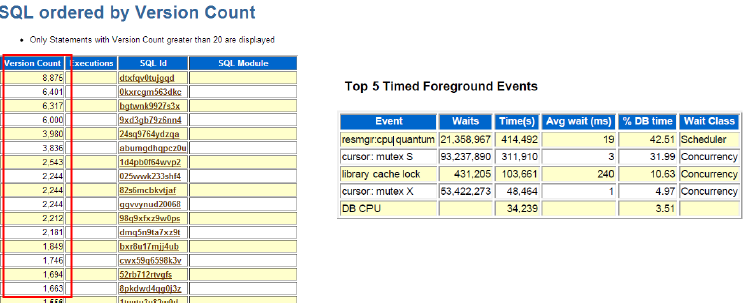 SQL ordered by Version Count
• Only Statements with Version Count greater than 20 are displayed
Version Count Executions SQL Id SQL Module
8,876 dtxfqv0tujgqd
6,401 0kxrcgm563dke
6,317 bgtwnk9927s3x
6,000 9xd3gb79z6nn4
3,980 24sq9764ydzqa
3,836 abumgdhqpcz0u
2,543 1d4pb0f64wvp2
2,244 025wwk233shf4
2,244 82s6mcbkvtjaf
2,244 ggvvynud20068
2,212 98q9xfxz9w0ps
2,181 dmq5n9ta7xz9t
1,849 bxr8u17mjj4ub
1,746 cwx59q6598k3v
1,694 52rb712rtvgfs
1,663 8pkdwd4gg0j3z
Top 5 Timed Foreground Events
Event Waits Time(s) Avg wait (ms) % DB time Wait Class
resmgr:cpu quantum 21,358,967 414,492 19 42.51 Scheduler
cursor: mutex S 93,237,890 311,910 3 31.99 Concurrency
library cache lock 431,205 103,661 240 10.63 Concurrency
cursor: mutex X 53,422,273 48,464 1 4.97 Concurrency
DB CPU 34,239 3.51